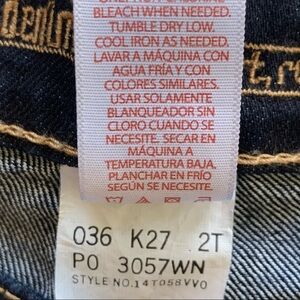 BLEACH WHEN NEEDED.
TUMBLE DRY LOW.
COOL IRON AS NEEDED.
LAVAR A MÁQUINA CON
AGUA FRÍA Y CON
COLORES SIMILARES.
USAR SOLAMENTE
BLANQUEADOR SIN
CLORO CUANDO SE
NECESITE. SECAR EN
MÁQUINA A
TEMPERATURA BAJA.
PLANCHAR EN FRÍO
SEGÚN SE NECESITE.
036 K27 2T
PO 3057WN
STYLE NO.14T058VV0